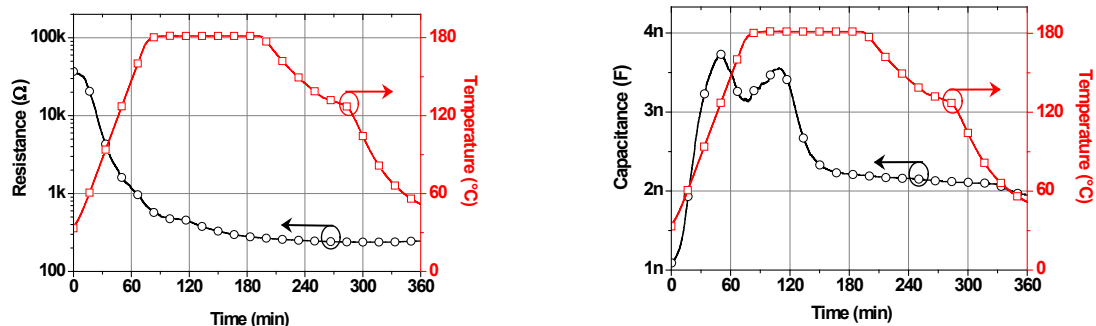 100k
10k
1k
100
Resistance (Ω)
0 60 120 180 240 300 360
Time (min)
180
120
60
0
Temperature (°C)
4n
3n
2n
1n
Capacitance (F)
0 60 120 180 240 300 360
Time (min)
180
120
60
0
Temperature (°C)